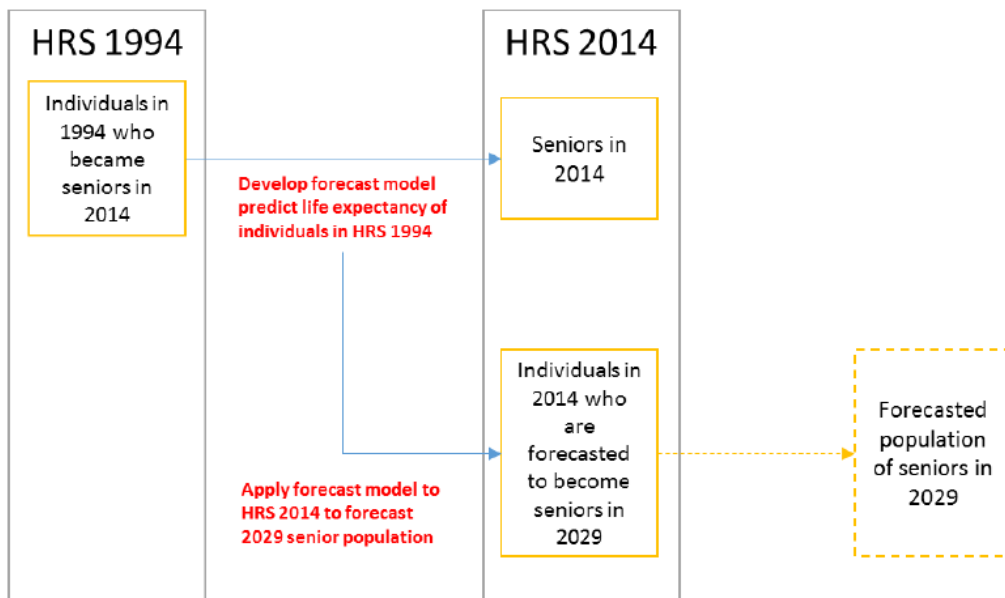 HRS 1994
Individuals in
1994 who
became
seniors in
2014
Develop forecast model
predict life expectancy of
individuals in HRS 1994
Apply forecast model to
HRS 2014 to forecast
2029 senior population
HRS 2014
Seniors in
2014
Individuals in
2014 who
are
forecasted
to become
seniors in
2029
Forecasted
population
of seniors in
2029